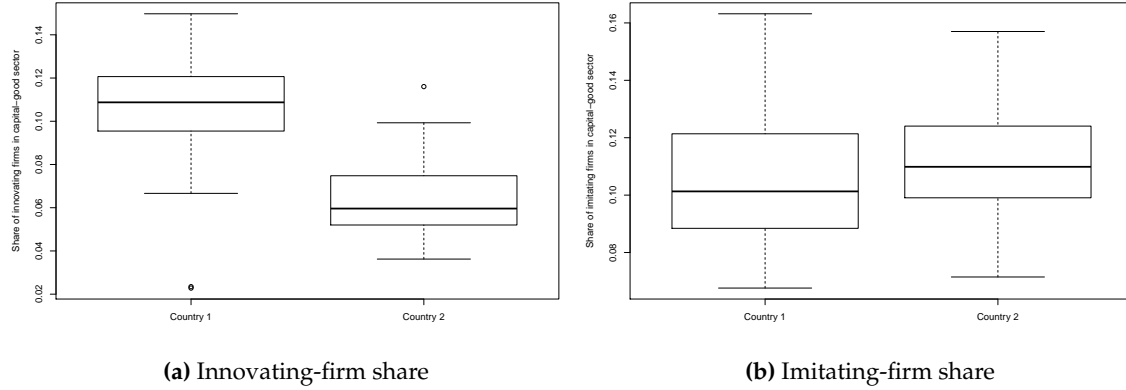 Share of innovating firms in capital−good sector
0.02
0.04
0.06
0.08
0.10
0.12
0.14
Country 1
Country 2
(a) Innovating-firm share
Share of imitating firms in capital−good sector
0.08
0.10
0.12
0.14
0.16
Country 1
Country 2
(b) Imitating-firm share